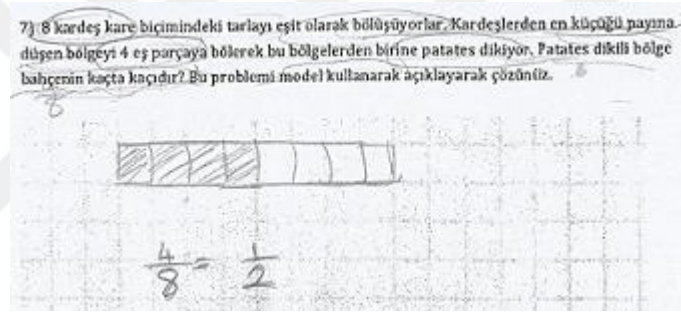 7) 8 kardeş kare biçimindeki tarlayı eşit olarak bölüşüyorlar. Kardeşlerden en küçüğü payına
düşen bölgeyi 4 eş parçaya bölerek bu bölgelerden birine patates dikiyor. Patates dikili bölge
bahçenin kaçta kaçıdır? Bu problemi model kullanarak açıklayarak çözünüz.
8
4/8 = 1/2